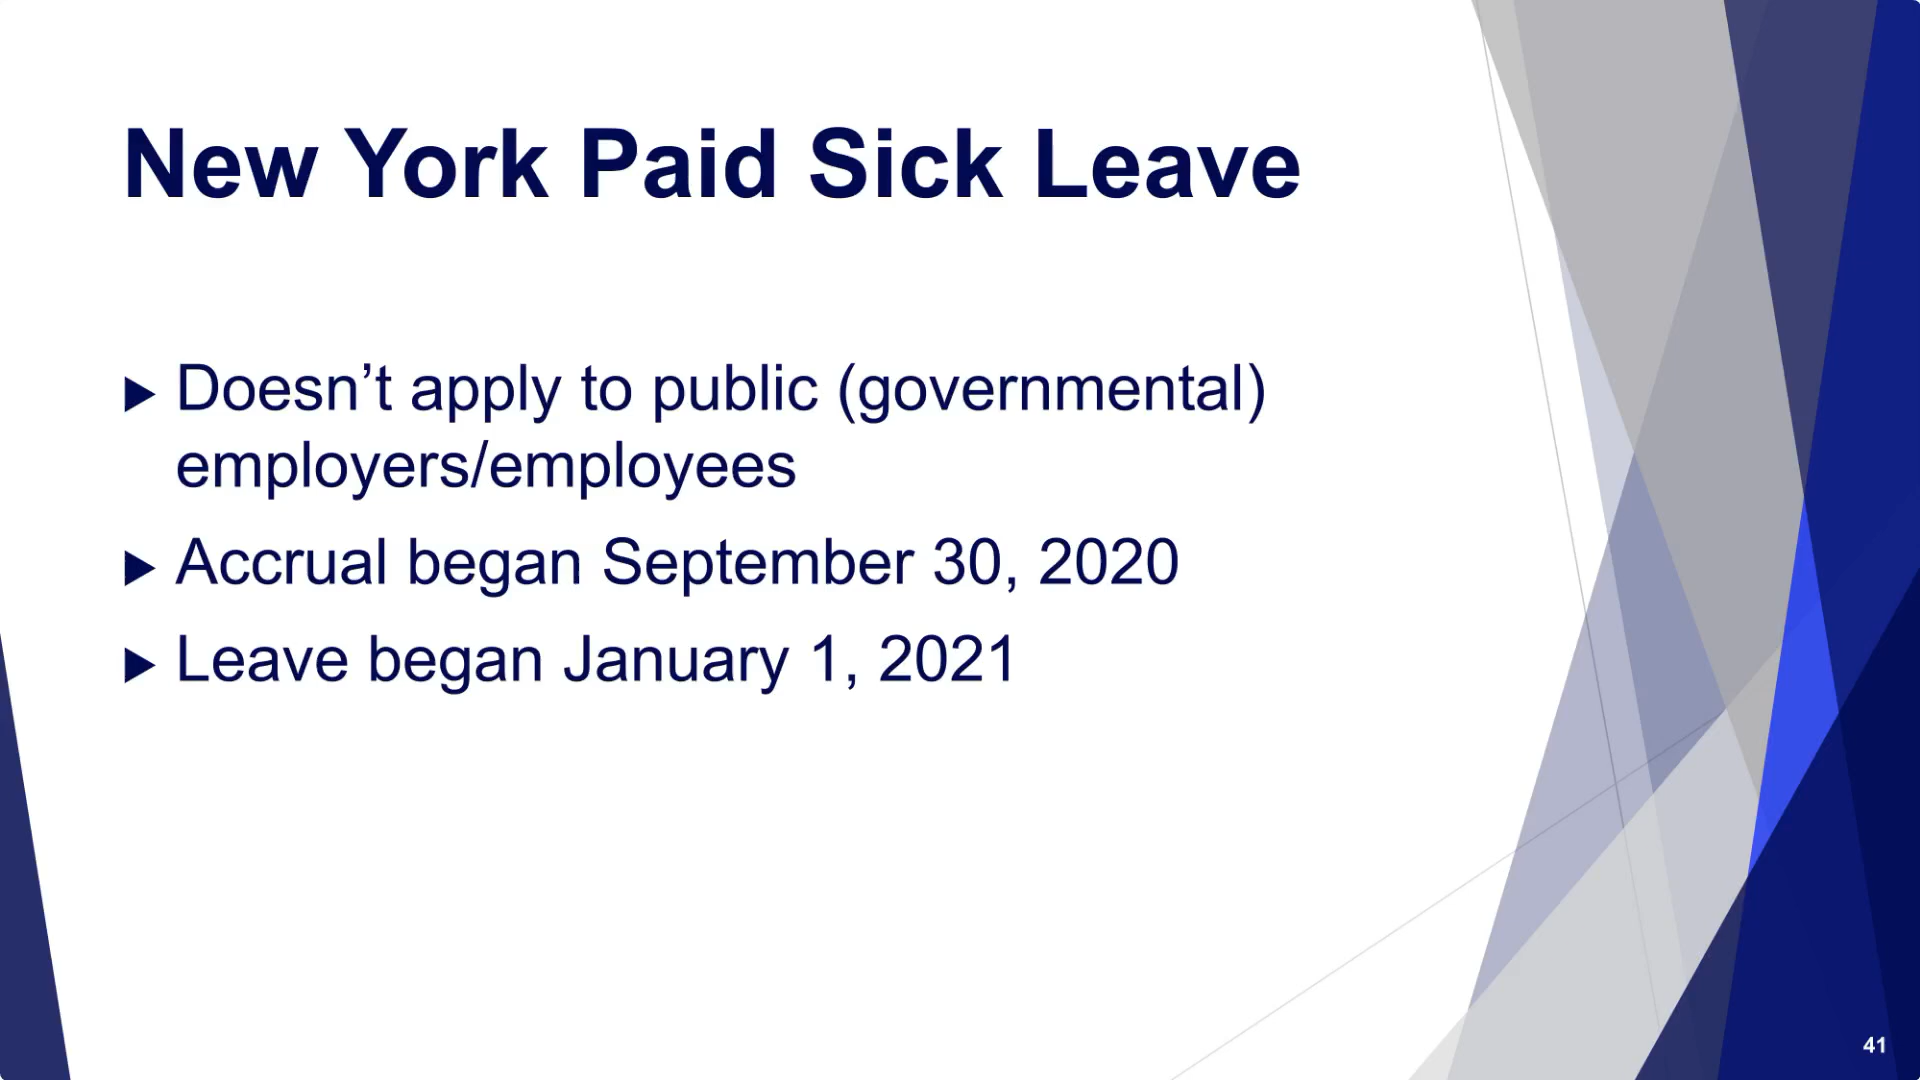 New York Paid Sick Leave
▶ Doesn’t apply to public (governmental)
employers/employees
▶ Accrual began September 30, 2020
▶ Leave began January 1, 2021
41